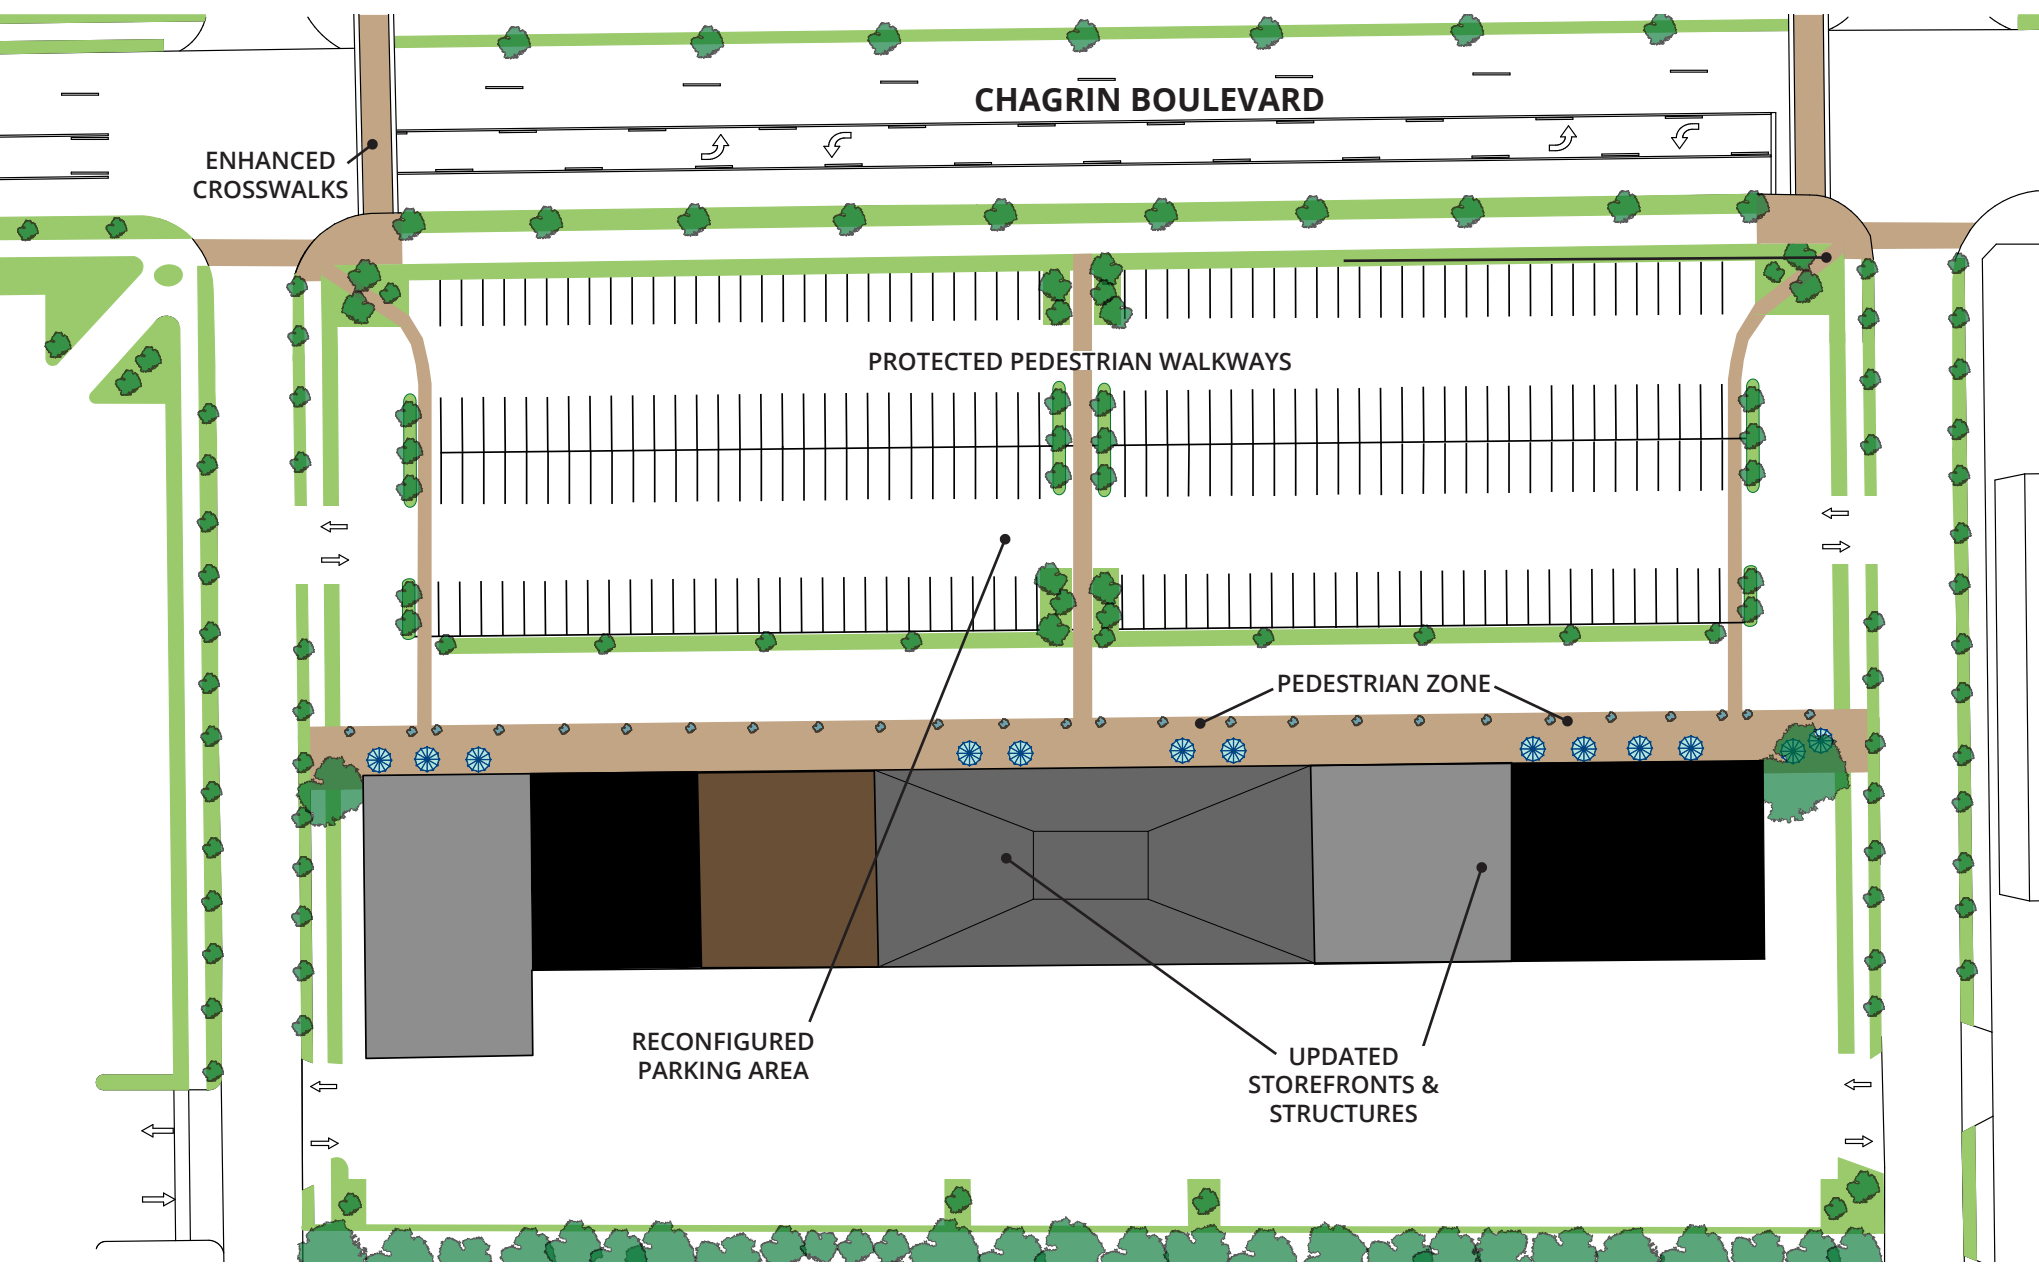 CHAGRIN BOULEVARD
ENHANCED
CROSSWALKS
PROTECTED PEDESTRIAN WALKWAYS
PEDESTRIAN ZONE
RECONFIGURED
PARKING AREA
UPDATED
STOREFRONTS &
STRUCTURES